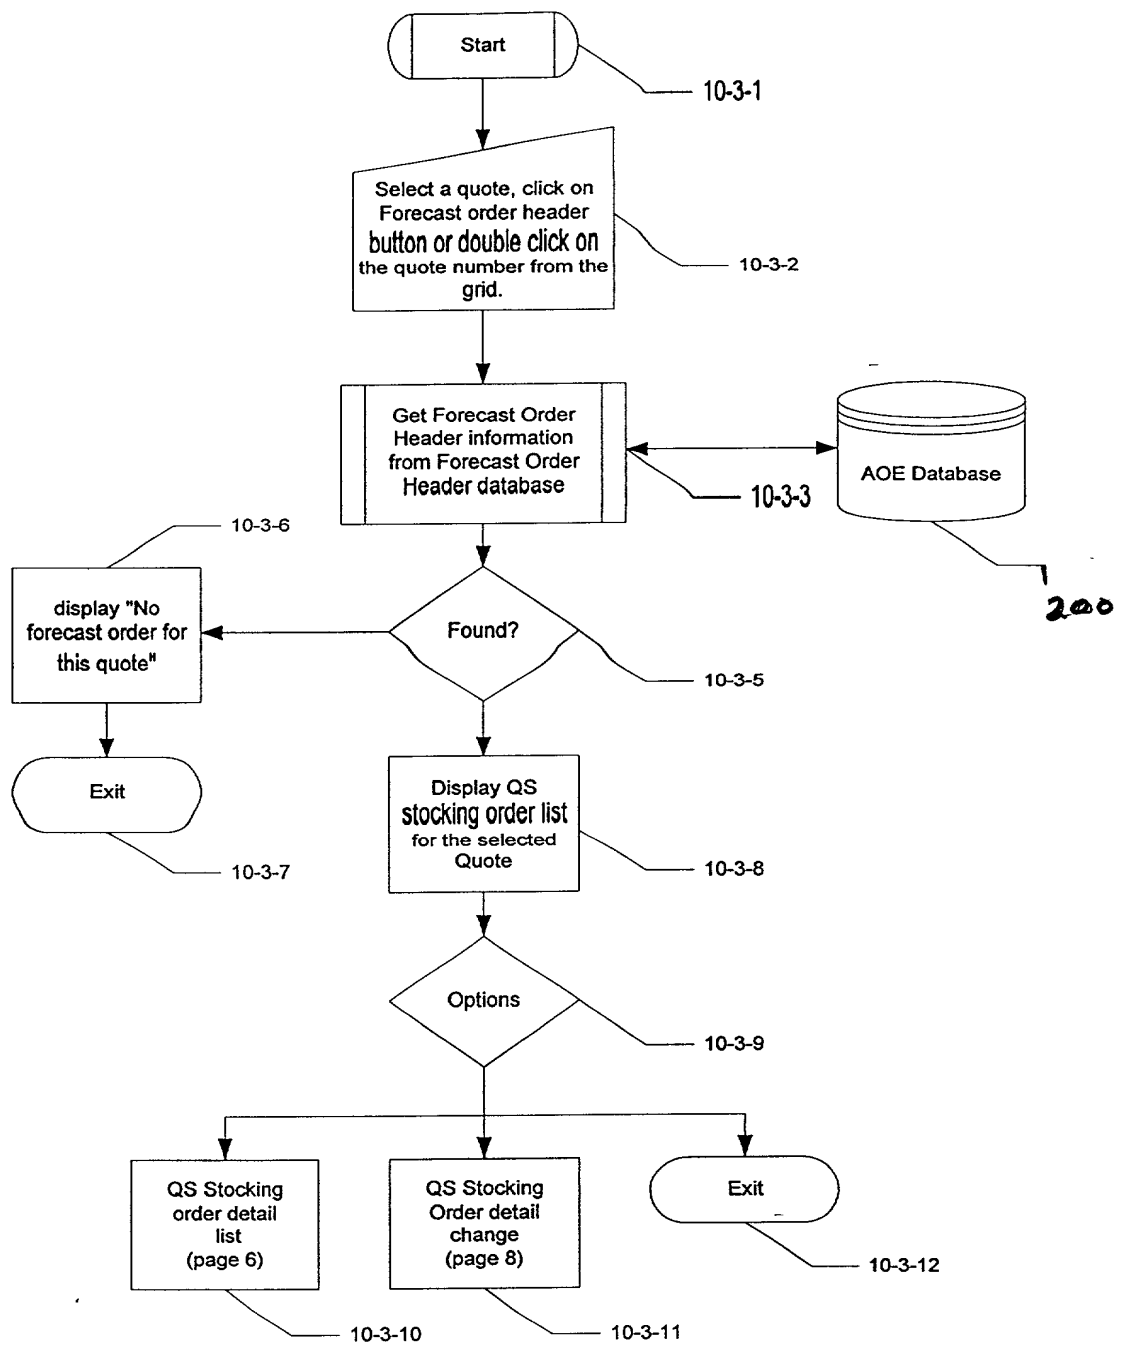 Start
10-3-1
Select a quote, click on
Forecast order header
button or double click on
the quote number from the
grid.
10-3-2
Get Forecast Order
Header information
from Forecast Order
Header database
10-3-3
AOE Database
200
10-3-6
display "No
forecast order for
this quote"
Found?
10-3-5
Exit
10-3-7
Display QS
stocking order list
for the selected
Quote
10-3-8
Options
10-3-9
QS Stocking
order detail
list
(page 6)
10-3-10
QS Stocking
Order detail
change
(page 8)
10-3-11
Exit
10-3-12